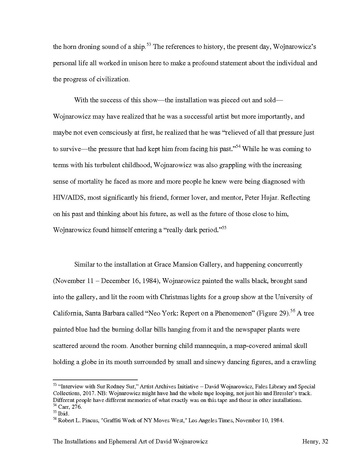 the horn droning sound of a ship.53 The references to history, the present day, Wojnarowicz's
personal life all worked in unison here to make a profound statement about the individual and
the progress of civilization.
With the success of this show—the installation was pieced out and sold—
Wojnarowicz may have realized that he was a successful artist but more importantly, and
maybe not even consciously at first, he realized that he was "relieved of all that pressure just
to survive—the pressure that had kept him from facing his past."54 While he was coming to
terms with his turbulent childhood, Wojnarowicz was also grappling with the increasing
sense of mortality he faced as more and more people he knew were being diagnosed with
HIV/AIDS, most significantly his friend, former lover, and mentor, Peter Hujar. Reflecting
on his past and thinking about his future, as well as the future of those close to him,
Wojnarowicz found himself entering a "really dark period."55
Similar to the installation at Grace Mansion Gallery, and happening concurrently
(November 11 – December 16, 1984), Wojnarowicz painted the walls black, brought sand
into the gallery, and lit the room with Christmas lights for a group show at the University of
California, Santa Barbara called "Neo York: Report on a Phenomenon" (Figure 29).56 A tree
painted blue had the burning dollar bills hanging from it and the newspaper plants were
scattered around the room. Another burning child mannequin, a map-covered animal skull
holding a globe in its mouth surrounded by small and sinewy dancing figures, and a crawling
53 "Interview with Sur Rodney Sur," Artist Archives Initiative – David Wojnarowicz, Fales Library and Special
Collections, 2017. NB: Wojnarowicz might have had the whale tape looping, not just his and Bressler's track.
Different people have different memories of what exactly was on this tape and those in other installations.
54 Carr, 276.
55 Ibid.
56 Robert L. Pincus, "Graffiti Work of NY Moves West," Los Angeles Times, November 10, 1984.
The Installations and Ephemeral Art of David Wojnarowicz Henry, 32